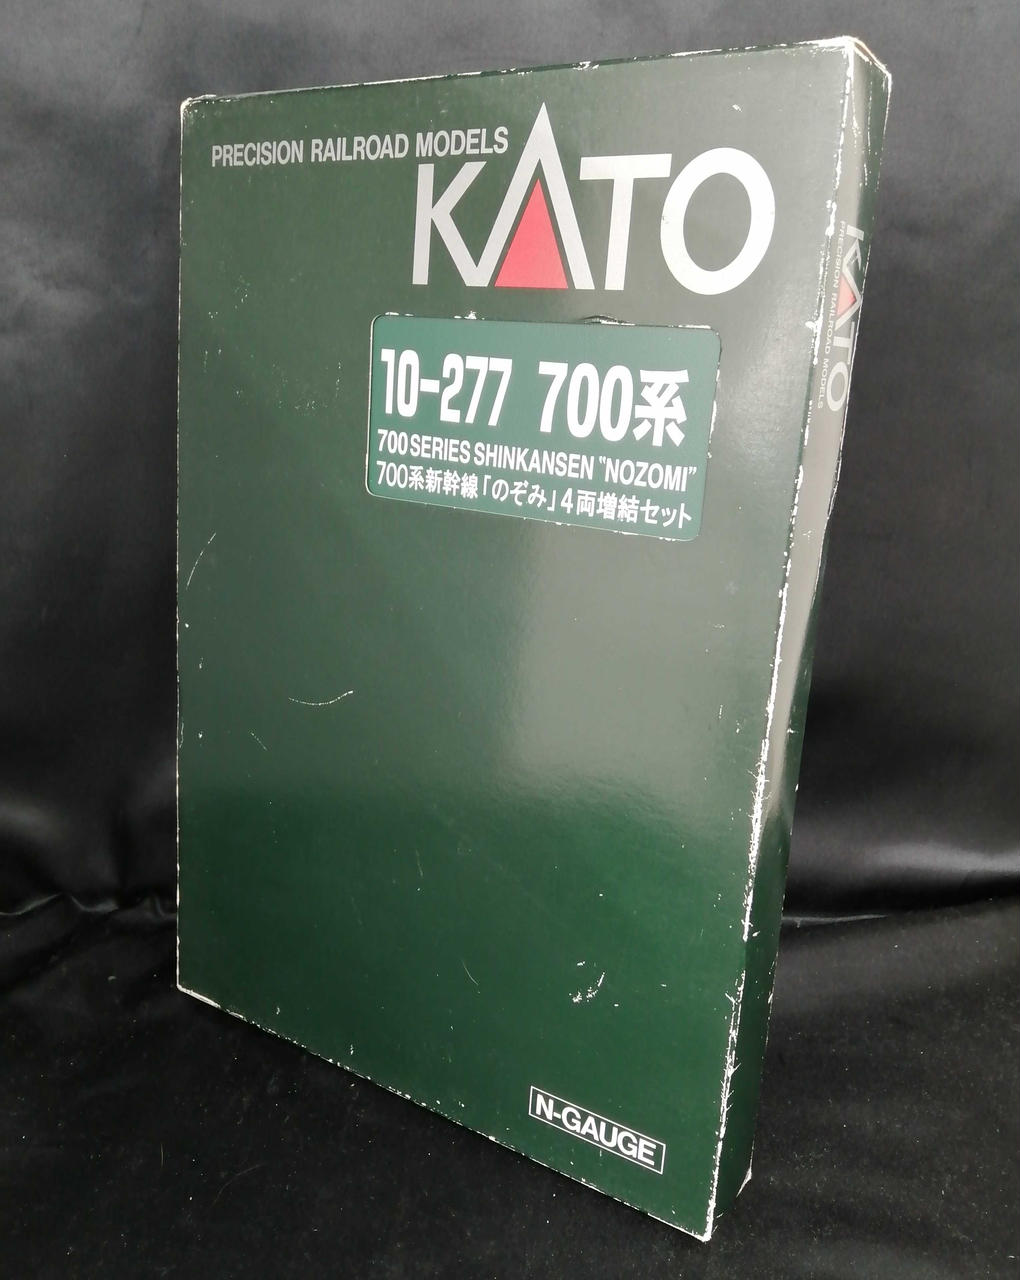 PRECISION RAILROAD MODELS
KATO
10-277 700系
700 SERIES SHINKANSEN "NOZOMI"
700系新幹線「のぞみ」4両増結セット
N-GAUGE
KATO
PRECISION RAILROAD MODELS